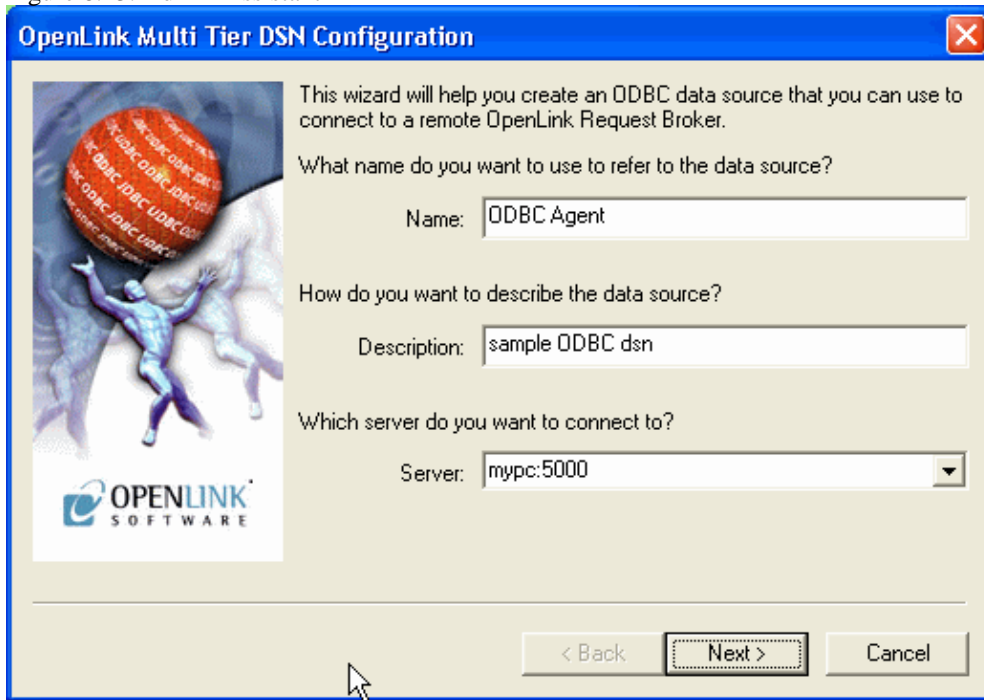 OpenLink Multi Tier DSN Configuration
This wizard will help you create an ODBC data source that you can use to
connect to a remote OpenLink Request Broker.
What name do you want to use to refer to the data source?
Name: ODBC Agent
How do you want to describe the data source?
Description: sample ODBC dsn
Which server do you want to connect to?
Server: mypc:5000
OPENLINK
SOFTWARE
< Back Next > Cancel